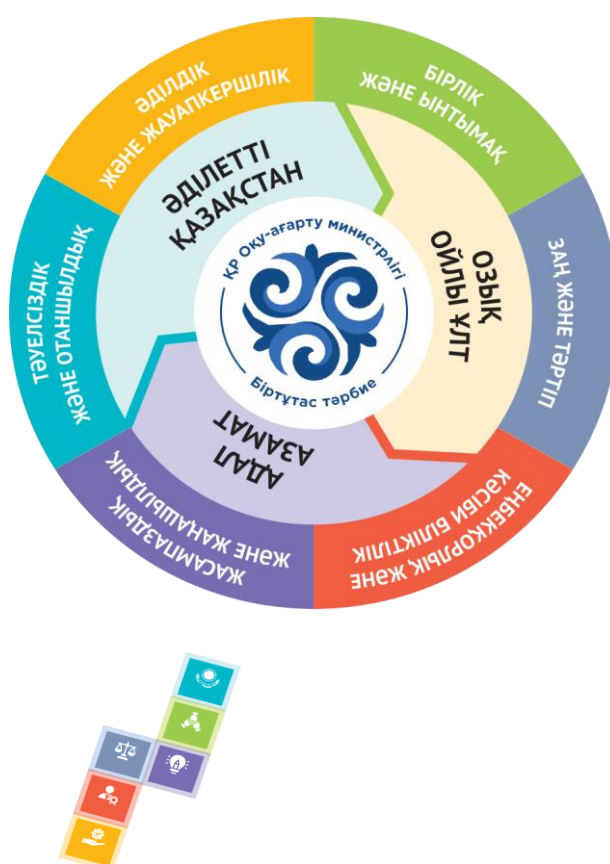 ӘДІЛДІК
ЖӘНЕ ЖАУАПКЕРШІЛІК
БІРЛІК
ЖӘНЕ ЫНТЫМАҚ
ЗАҢ ЖӘНЕ ТӘРТІП
ЕҢБЕКҚОРЛЫҚ ЖӘНЕ
КӘСІБИ БІЛІКТІЛІК
ЖАСАМПАЗДЫҚ
ЖӘНЕ ЖАҢАШЫЛДЫҚ
ТӘУЕЛСІЗДІК
ЖӘНЕ ОТАНШЫЛДЫҚ
ӘДІЛЕТТІ
ҚАЗАҚСТАН
ОЗЫҚ
ОЙЛЫ ҰЛТ
АДАЛ
АЗАМАТ
ҚР Оқу-ағарту министрлігі
Біртұтас тәрбие